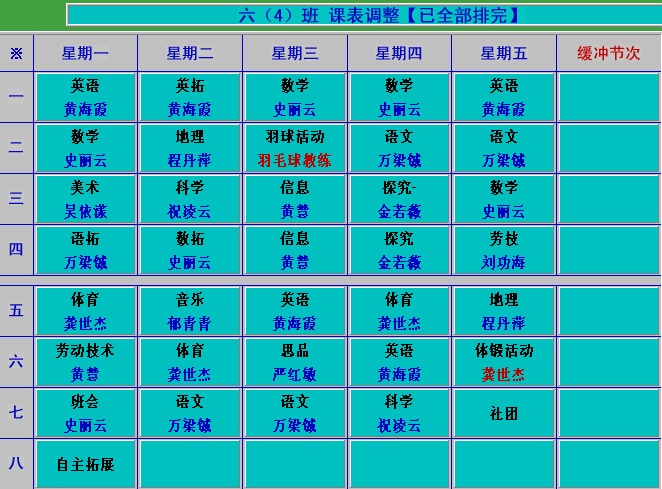 六（4）班 课表调整【已全部排完】
※ 星期一 星期二 星期三 星期四 星期五 缓冲节次
一 英语 英拓 数学 数学 英语
黄海霞 黄海霞 史丽云 史丽云 黄海霞
二 数学 地理 羽球活动 语文 语文
史丽云 程丹萍 羽毛球教练 万梁铖 万梁铖
三 美术 科学 信息 探究- 数学
吴依漾 祝凌云 黄慧 金若薇 史丽云
四 语拓 数拓 信息 探究 劳技
万梁铖 史丽云 黄慧 金若薇 刘功海
五 体育 音乐 英语 体育 地理
龚世杰 郁青青 黄海霞 龚世杰 程丹萍
六 劳动技术 体育 思品 英语 体锻活动
黄慧 龚世杰 严红敏 黄海霞 龚世杰
七 班会 语文 语文 科学 社团
史丽云 万梁铖 万梁铖 祝凌云
八 自主拓展